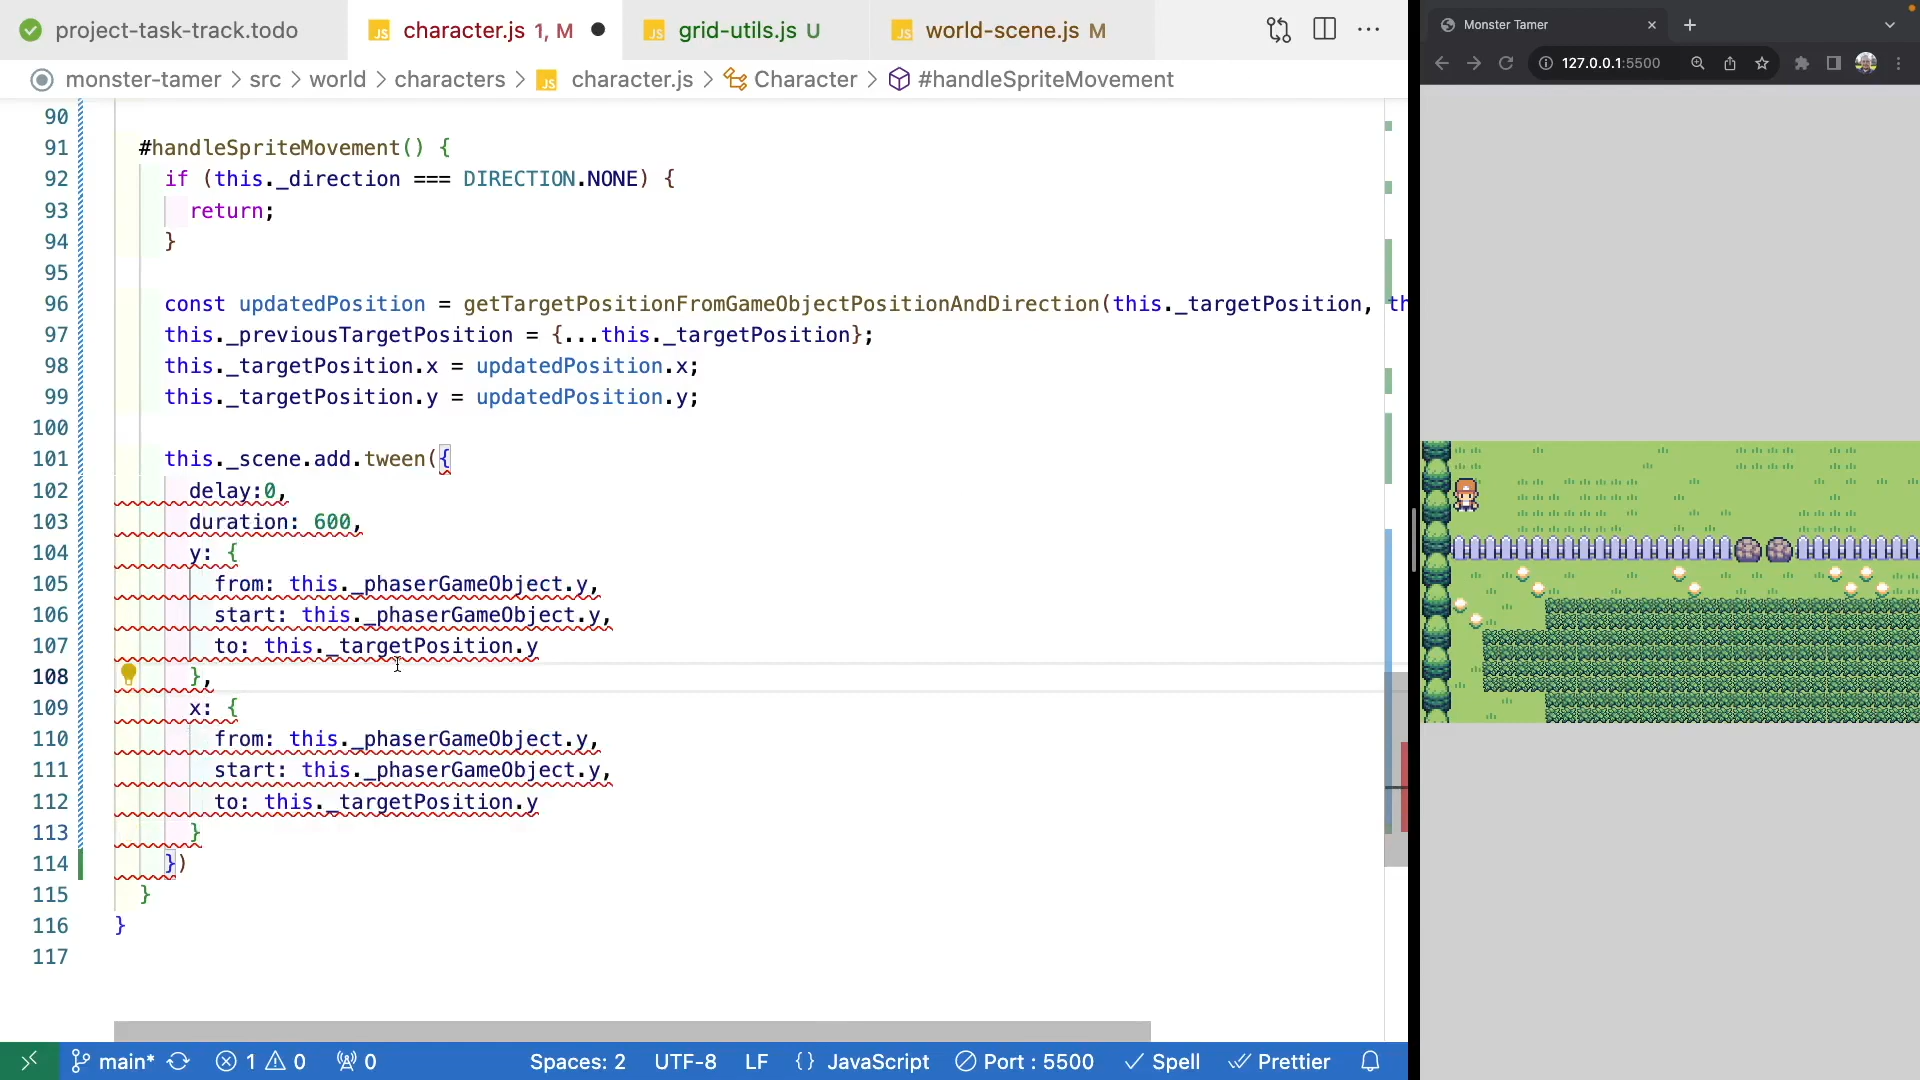 project-task-track.todo
JS character.js 1, M
JS grid-utils.js U
JS world-scene.js M
monster-tamer > src > world > characters > JS character.js > Character > #handleSpriteMovement
90
91 #handleSpriteMovement() {
92 if (this._direction === DIRECTION.NONE) {
93 return;
94 }
95
96 const updatedPosition = getTargetPositionFromGameObjectPositionAndDirection(this._targetPosition, th
97 this._previousTargetPosition = {...this._targetPosition};
98 this._targetPosition.x = updatedPosition.x;
99 this._targetPosition.y = updatedPosition.y;
100
101 this._scene.add.tween({
102 delay:0,
103 duration: 600,
104 y: {
105 from: this._phaserGameObject.y,
106 start: this._phaserGameObject.y,
107 to: this._targetPosition.y
108 },
109 x: {
110 from: this._phaserGameObject.y,
111 start: this._phaserGameObject.y,
112 to: this._targetPosition.y
113 }
114 })
115 }
116 }
117
main* 1 0 0 Spaces: 2 UTF-8 LF {} JavaScript Port : 5500 Spell Prettier
Monster Tamer
127.0.0.1:5500